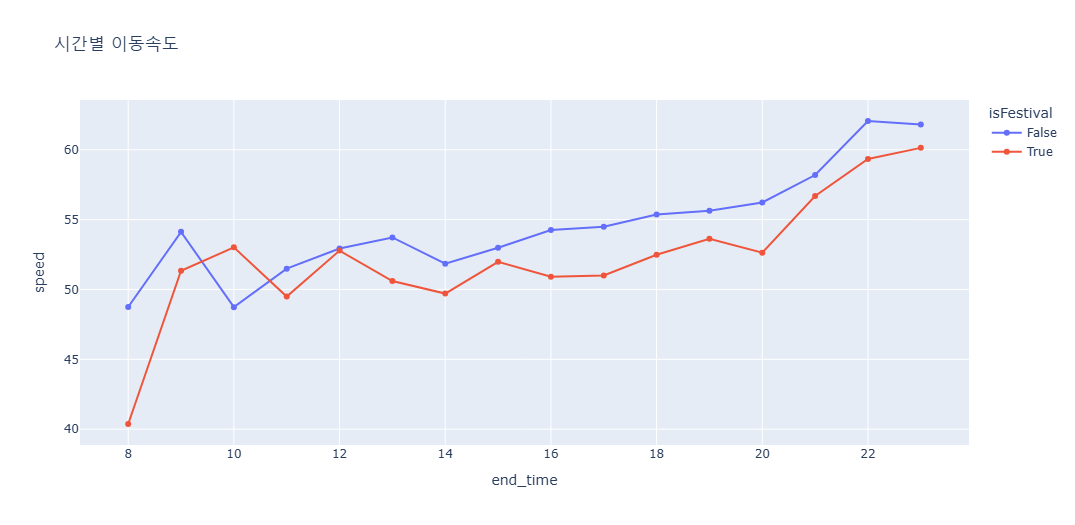 시간별 이동속도
isFestival
False
True
speed
60
55
50
45
40
8 10 12 14 16 18 20 22
end_time